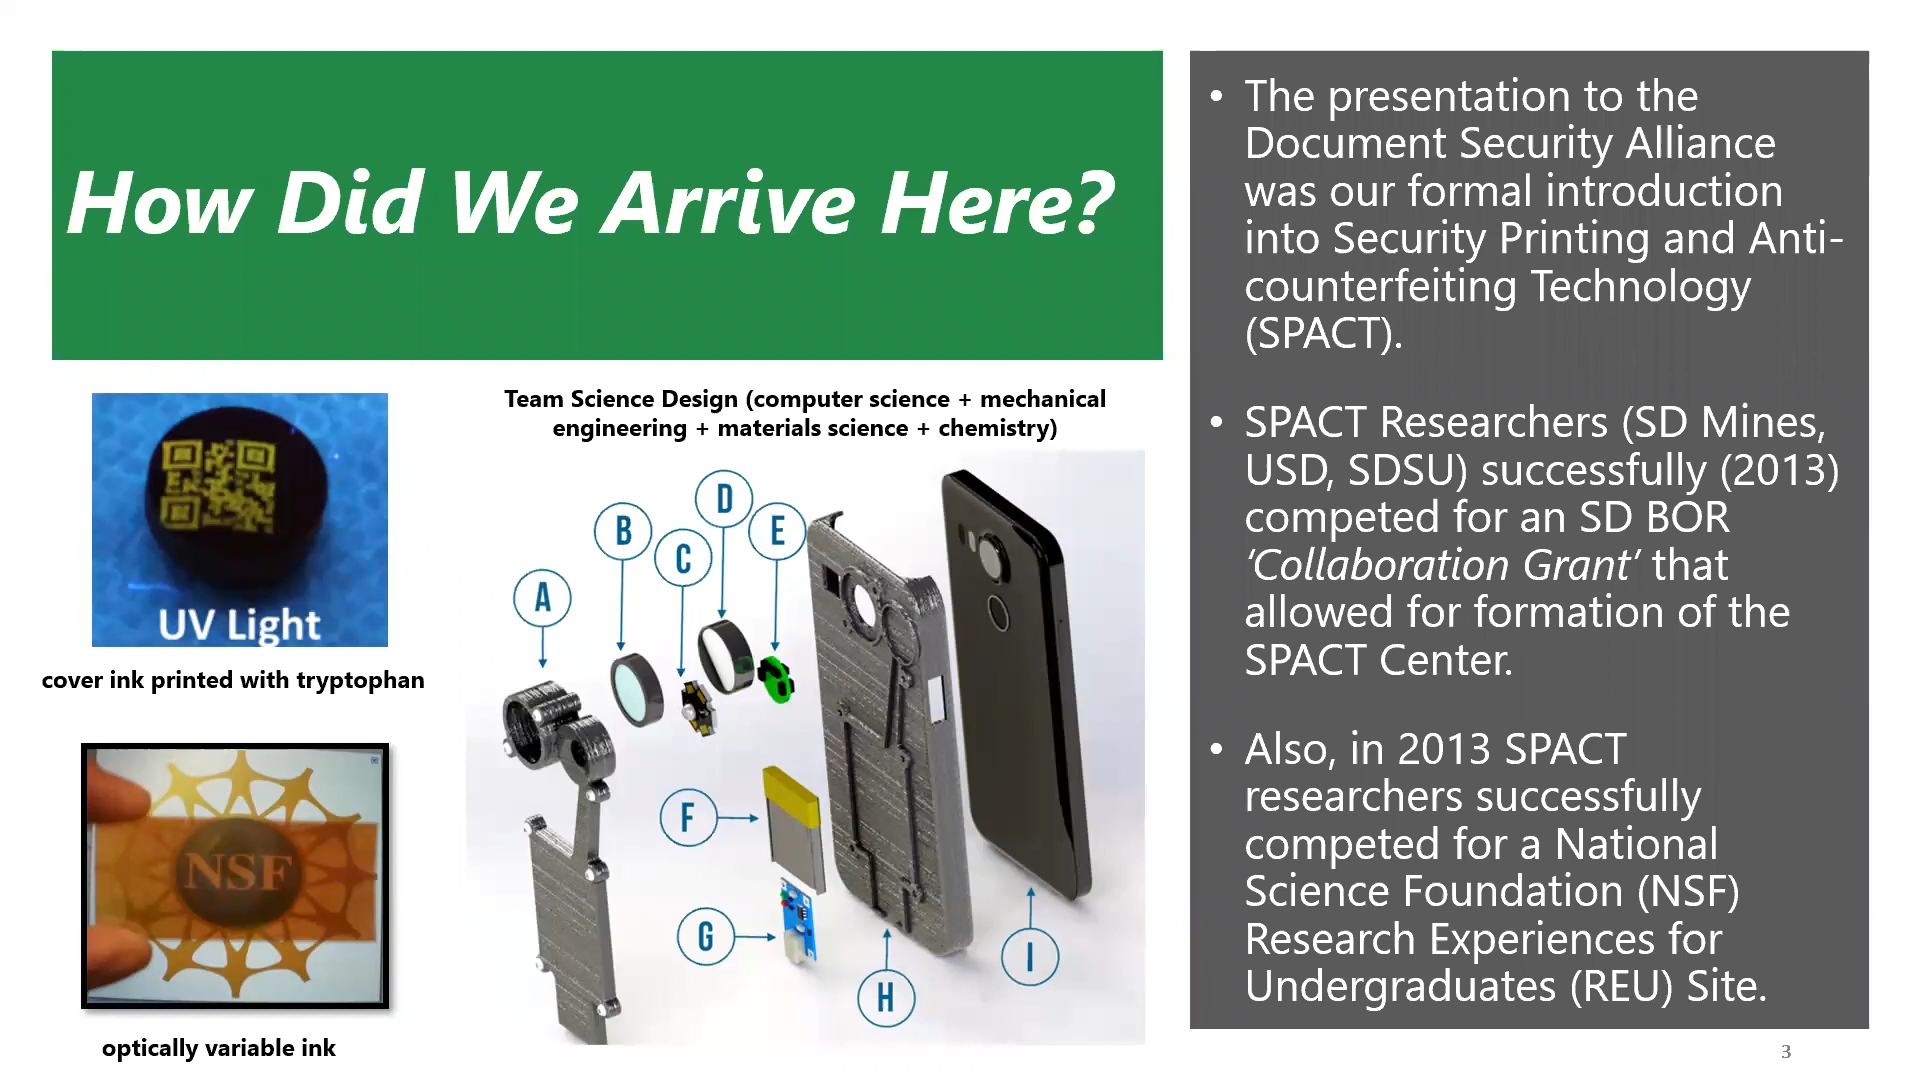 How Did We Arrive Here?
UV Light
cover ink printed with tryptophan
NSF
optically variable ink
Team Science Design (computer science + mechanical
engineering + materials science + chemistry)
A
B
C
D
E
F
G
H
I
• The presentation to the
Document Security Alliance
was our formal introduction
into Security Printing and Anti-
counterfeiting Technology
(SPACT).
• SPACT Researchers (SD Mines,
USD, SDSU) successfully (2013)
competed for an SD BOR
‘Collaboration Grant’ that
allowed for formation of the
SPACT Center.
• Also, in 2013 SPACT
researchers successfully
competed for a National
Science Foundation (NSF)
Research Experiences for
Undergraduates (REU) Site.
3